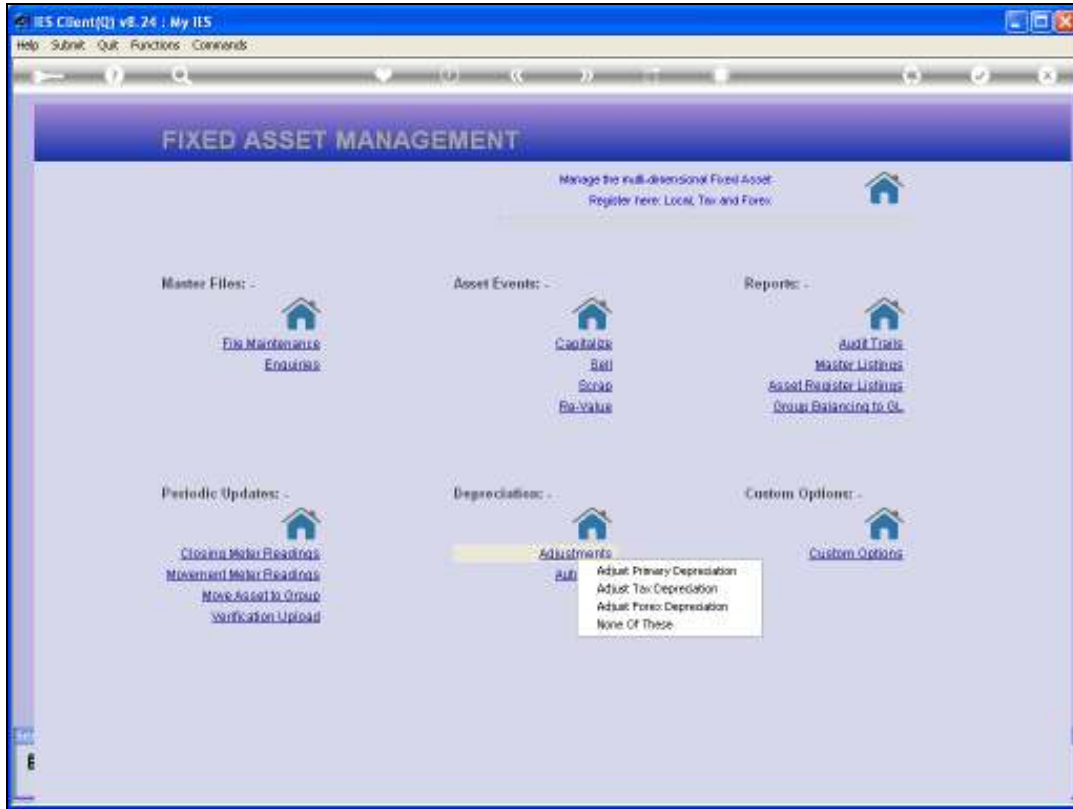 IES Client(Q) v8.24 : My IES
Help Submit Quit Functions Commands
FIXED ASSET MANAGEMENT
Manage the multi-dimensional Fixed Asset
Register here: Local, Tax and Forex
Master Files: -
File Maintenance
Enquiries
Asset Events: -
Capitalize
Sell
Scrap
Re-Value
Reports: -
Audit Trails
Master Listings
Asset Register Listings
Group Balancing to GL
Periodic Updates: -
Closing Meter Readings
Movement Meter Readings
Move Asset to Group
Verification Upload
Depreciation: -
Adjustments
Adjust Primary Depreciation
Adjust Tax Depreciation
Adjust Forex Depreciation
None Of These
Custom Options: -
Custom Options